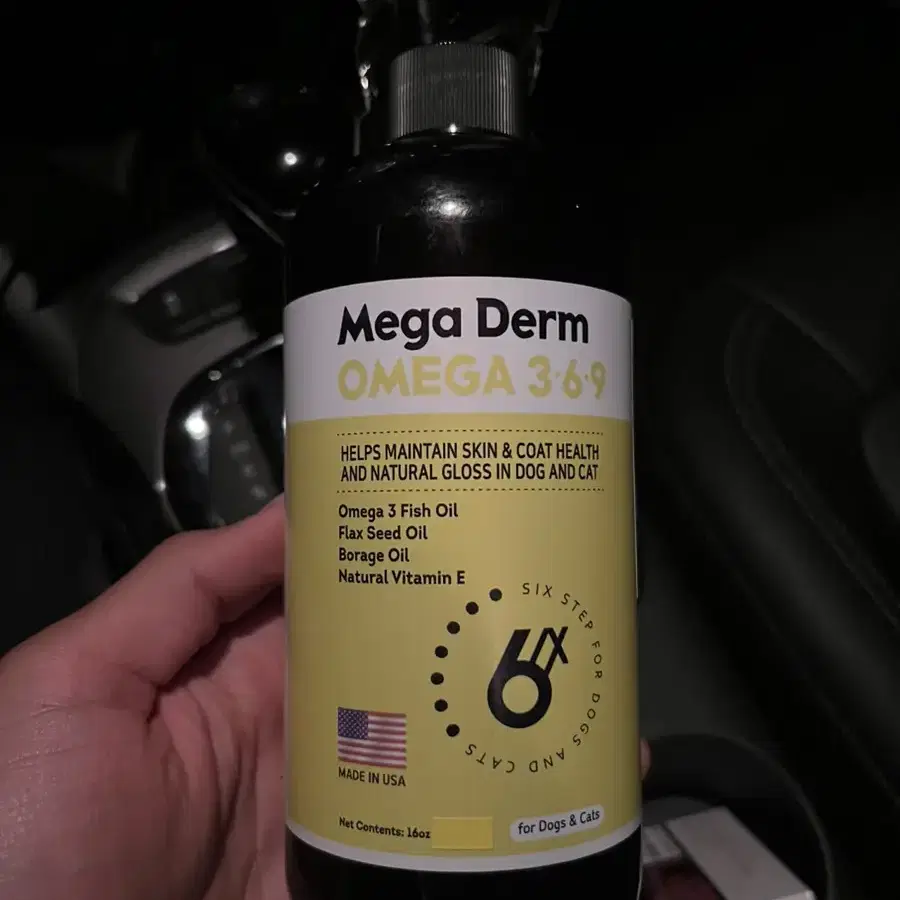 Mega Derm
OMEGA 3·6·9
HELPS MAINTAIN SKIN & COAT HEALTH
AND NATURAL GLOSS IN DOG AND CAT
Omega 3 Fish Oil
Flax Seed Oil
Borage Oil
Natural Vitamin E
SIX STEP FOR DOGS AND CATS
6IX
MADE IN USA
Net Contents: 16oz
for Dogs & Cats